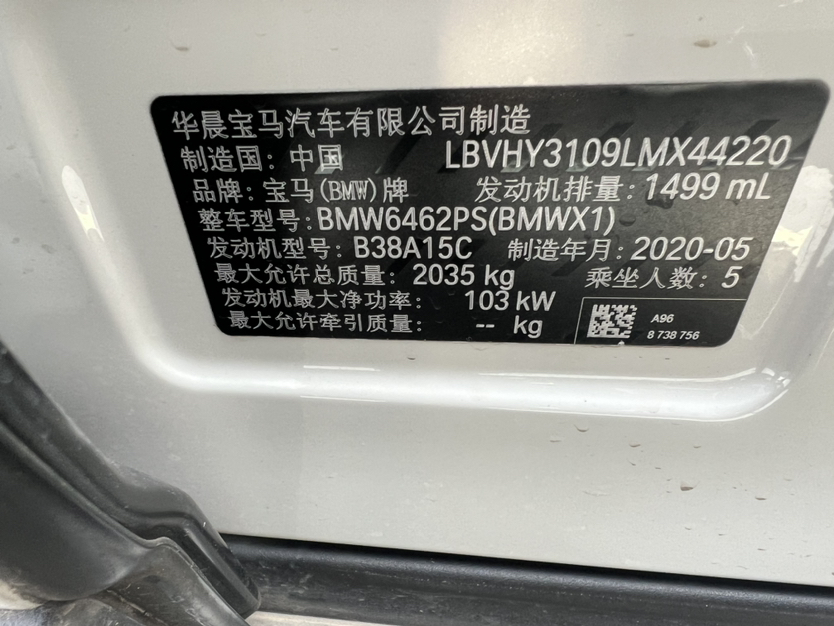 华晨宝马汽车有限公司制造
制造国: 中国 LBVHY3109LMX44220
品牌: 宝马(BMW)牌 发动机排量: 1499 mL
整车型号: BMW6462PS(BMWX1)
发动机型号: B38A15C 制造年月: 2020-05
最大允许总质量: 2035 kg 乘坐人数: 5
发动机最大净功率: 103 kW
最大允许牵引质量: -- kg
A96
8 738 756